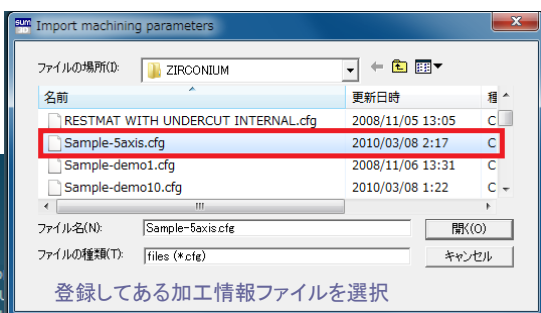 sum3D Import machining parameters
ファイルの場所(I): ZIRCONIUM
名前 更新日時 種
RESTMAT WITH UNDERCUT INTERNAL.cfg 2008/11/05 13:05 C
Sample-5axis.cfg 2010/03/08 2:17 C
Sample-demo1.cfg 2008/11/06 13:31 C
Sample-demo10.cfg 2010/03/08 1:22 C
ファイル名(N): Sample-5axis.cfg 開く(O)
ファイルの種類(T): files (*.cfg) キャンセル
登録してある加工情報ファイルを選択